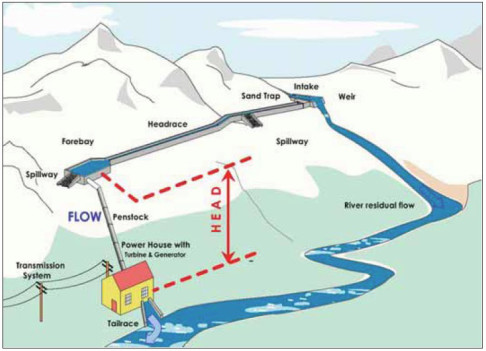 Intake
Sand Trap
Weir
Headrace
Forebay
Spillway
Spillway
HEAD
River residual flow
FLOW
Penstock
Power House with
Turbine & Generator
Transmission
System
Tailrace